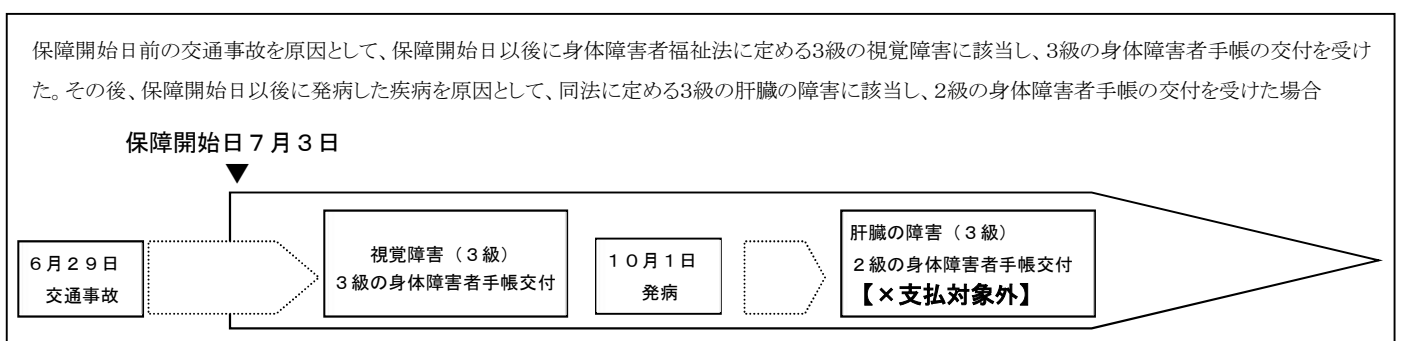 保障開始日前の交通事故を原因として、保障開始日以後に身体障害者福祉法に定める3級の視覚障害に該当し、3級の身体障害者手帳の交付を受け
た。その後、保障開始日以後に発病した疾病を原因として、同法に定める3級の肝臓の障害に該当し、2級の身体障害者手帳の交付を受けた場合
保障開始日７月３日
▼
６月２９日
交通事故
視覚障害（３級）
３級の身体障害者手帳交付
１０月１日
発病
肝臓の障害（３級）
２級の身体障害者手帳交付
【×支払対象外】